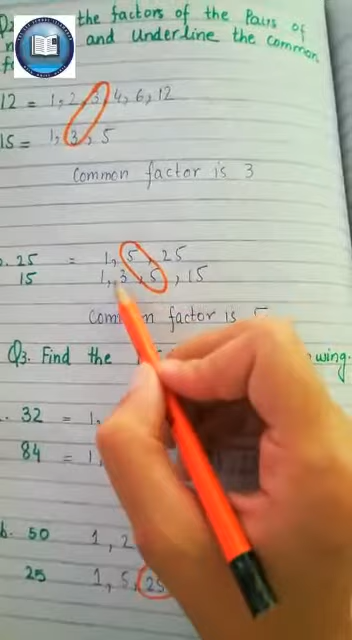 the factors of the Pairs of
and underline the common
12 = 1, 2, 3, 4, 6, 12
15 = 1, 3, 5
Common factor is 3
25 = 1, 5, 25
15 1, 3, 5, 15
factor is 5
Q3. Find the wing.
32 = 1,
84 = 1,
b. 50 1, 2
25 1, 5, 25